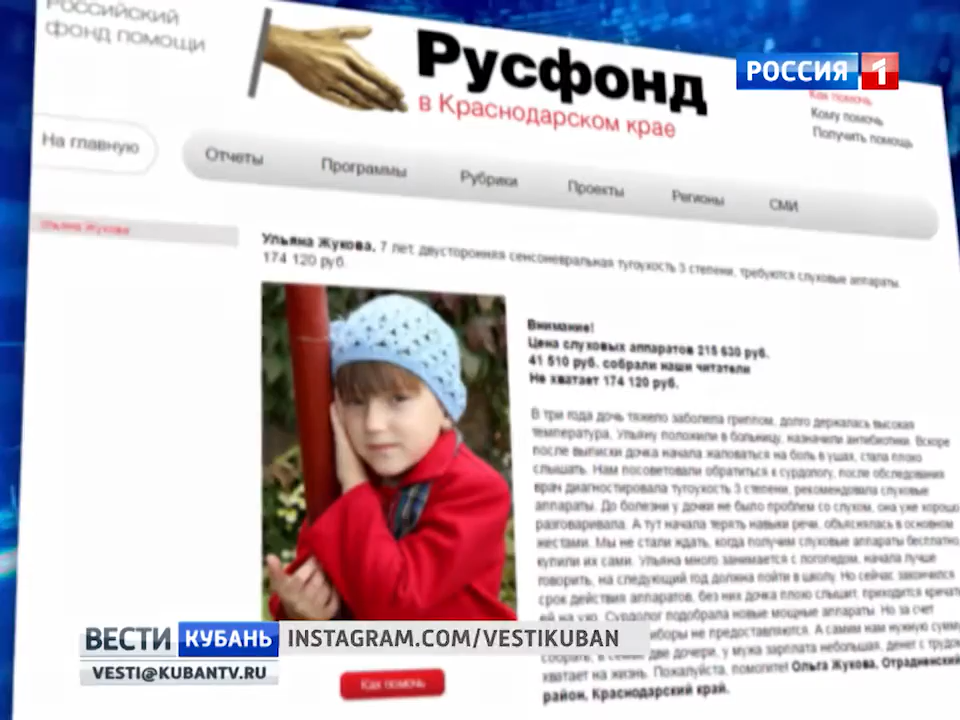 РОССИЙСКИЙ
фонд помощи
Русфонд
в Краснодарском крае
РОССИЯ 1
Как помочь
Кому помочь
Получить помощь
На главную
Отчеты
Программы
Рубрики
Проекты
Регионы
СМИ
Ульяна Жукова
Ульяна Жукова, 7 лет, двусторонняя сенсоневральная тугоухость 3 степени, требуются слуховые аппараты.
174 120 руб.
Внимание!
Цена слуховых аппаратов 215 630 руб.
41 510 руб. собрали наши читатели
Не хватает 174 120 руб.
В три года дочь тяжело заболела гриппом, долго держалась высокая
температура, Ульяну положили в больницу, назначили антибиотики. Вскоре
после выписки дочка начала жаловаться на боль в ушах, стала плохо
слышать. Нам посоветовали обратиться к сурдологу, после обследования
врач диагностировала тугоухость 3 степени, рекомендовала слуховые
аппараты. До болезни у дочки не было проблем со слухом, она уже хорошо
разговаривала. А тут начала терять навыки речи, объяснялась в основном
жестами. Мы не стали ждать, когда получим слуховые аппараты бесплатно,
купили их сами. Ульяна много занимается с логопедом, начала лучше
говорить, на следующий год должна пойти в школу. Но сейчас закончился
срок действия аппаратов, без них дочка плохо слышит, приходится кричать
ей на ухо. Сурдолог подобрала новые мощные аппараты. Но за счет
приборы не предоставляются. А самим нам нужную сумму
собрать, в семье две дочери, у мужа зарплата небольшая, денег с трудом
хватает на жизнь. Пожалуйста, помогите! Ольга Жукова, Отрадненский
район, Краснодарский край.
Как помочь
ВЕСТИ КУБАНЬ INSTAGRAM.COM/VESTIKUBAN
VESTI@KUBANTV.RU